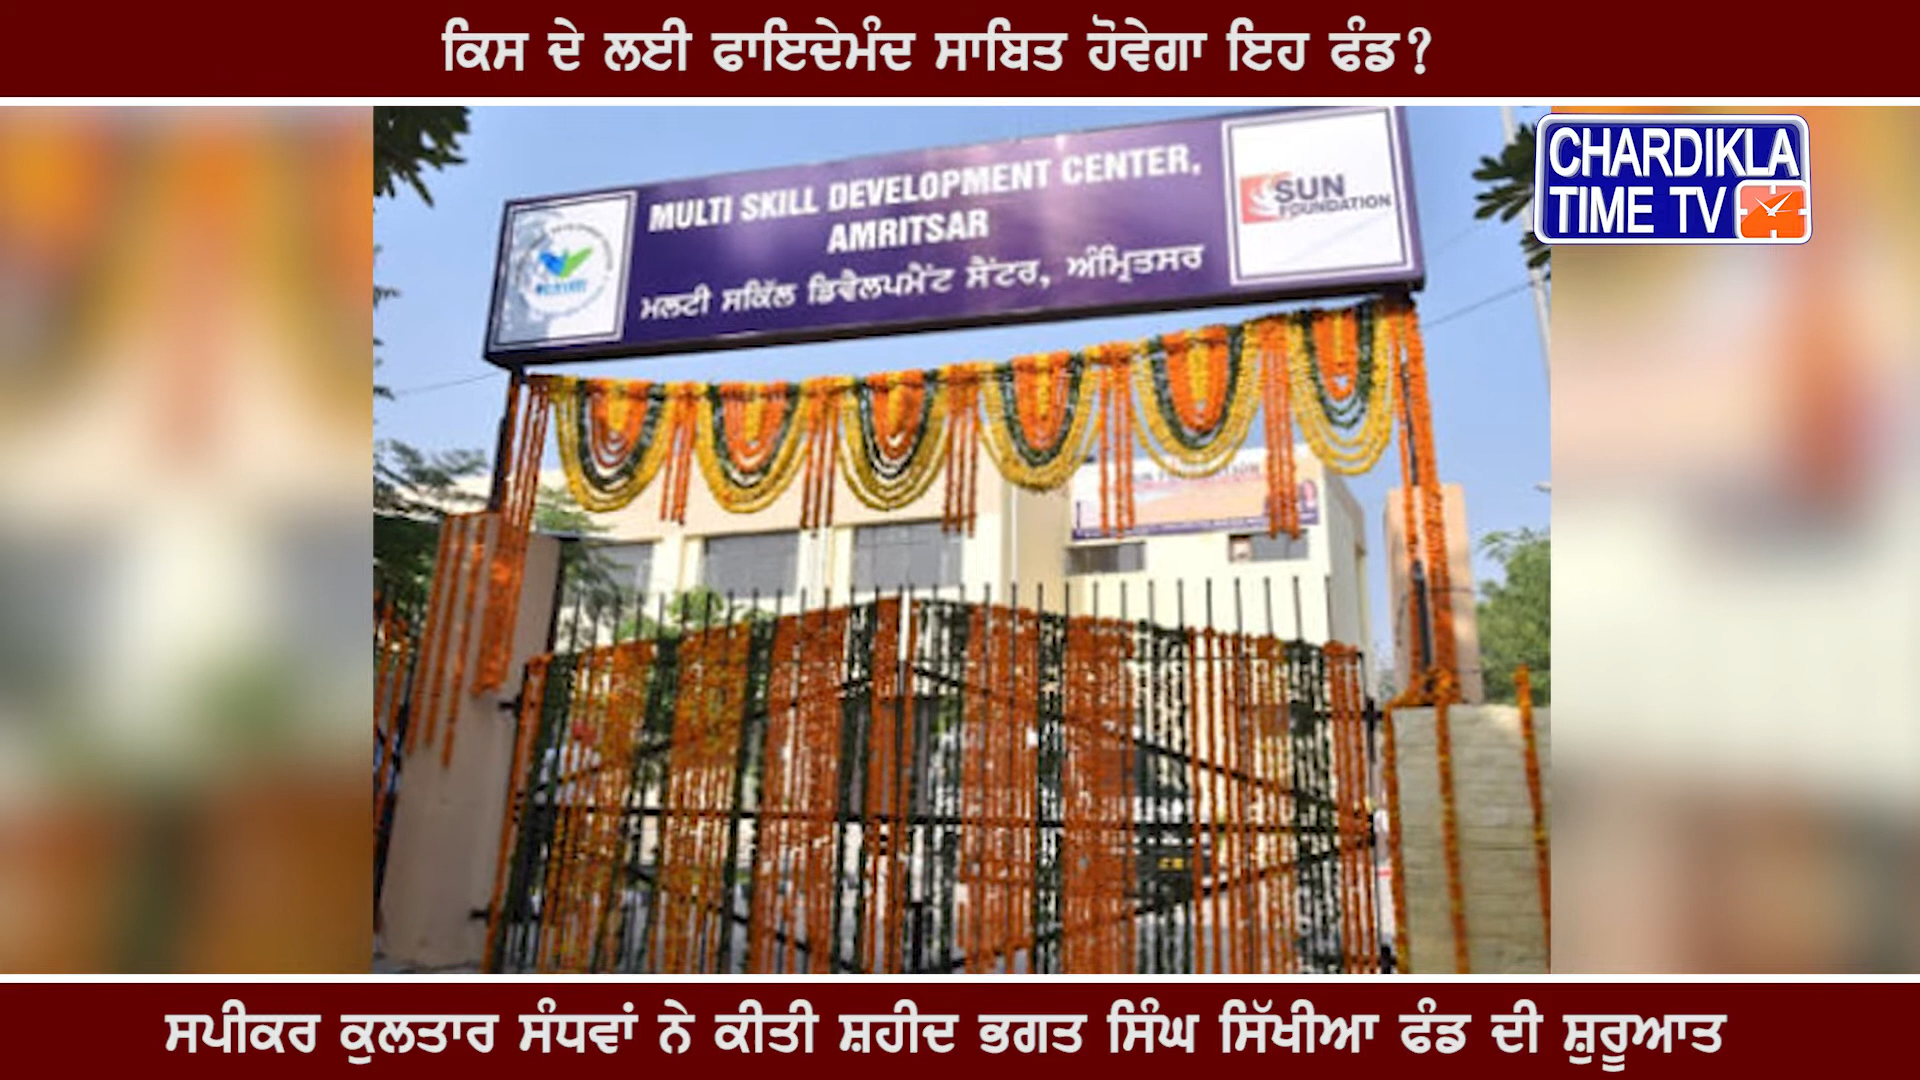 ਕਿਸ ਦੇ ਲਈ ਫਾਇਦੇਮੰਦ ਸਾਬਿਤ ਹੋਵੇਗਾ ਇਹ ਫੰਡ?
CHARDIKLA
TIME TV
MULTI SKILL DEVELOPMENT CENTER,
AMRITSAR
ਮਲਟੀ ਸਕਿੱਲ ਡਿਵੈਲਪਮੈਂਟ ਸੈਂਟਰ, ਅੰਮ੍ਰਿਤਸਰ
SUN
FOUNDATION
ਸਪੀਕਰ ਕੁਲਤਾਰ ਸੰਧਵਾਂ ਨੇ ਕੀਤੀ ਸ਼ਹੀਦ ਭਗਤ ਸਿੰਘ ਸਿੱਖੀਆ ਫੰਡ ਦੀ ਸ਼ੁਰੂਆਤ